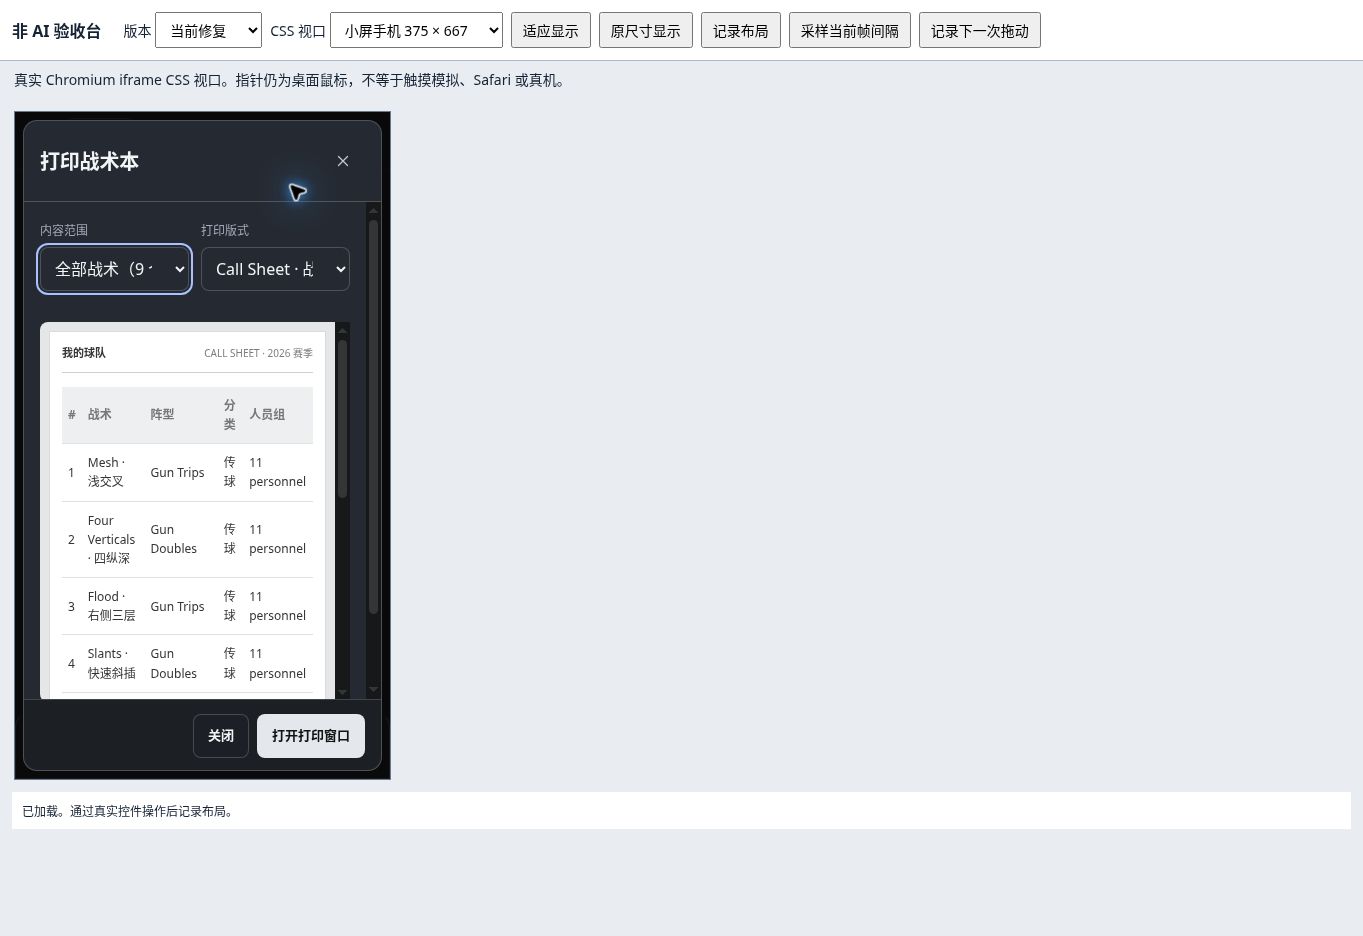 非 AI 验收台 版本 当前修复 CSS 视口 小屏手机 375 × 667 适应显示 原尺寸显示 记录布局 采样当前帧间隔 记录下一次拖动
真实 Chromium iframe CSS 视口。指针仍为桌面鼠标，不等于触摸模拟、Safari 或真机。
打印战术本
内容范围 打印版式
全部战术（9 Call Sheet ·
我的球队 CALL SHEET · 2026 赛季
# 战术 阵型 分类 人员组
1 Mesh · 浅交叉 Gun Trips 传球 11 personnel
2 Four Verticals · 四纵深 Gun Doubles 传球 11 personnel
3 Flood · 右侧三层 Gun Trips 传球 11 personnel
4 Slants · 快速斜插 Gun Doubles 传球 11 personnel
关闭 打开打印窗口
已加载。通过真实控件操作后记录布局。